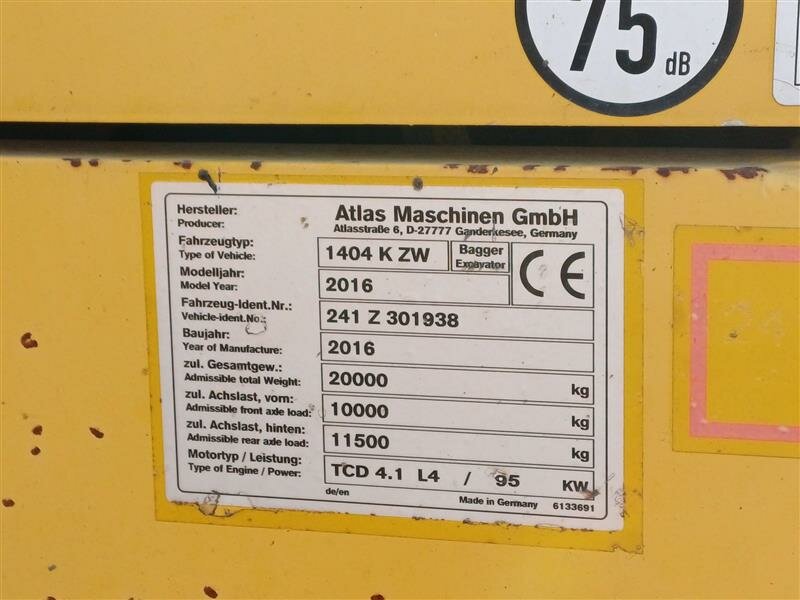 75 dB
Hersteller: Atlas Maschinen GmbH
Producer: Atlasstraße 6, D-27777 Ganderkesee, Germany
Fahrzeugtyp: 1404 K ZW Bagger CE
Type of Vehicle: Excavator
Modelljahr: 2016
Model Year:
Fahrzeug-Ident.Nr.: 241 Z 301938
Vehicle-ident.No.:
Baujahr: 2016
Year of Manufacture:
zul. Gesamtgew.: 20000 kg
Admissible total Weight:
zul. Achslast, vorn: 10000 kg
Admissible front axle load:
zul. Achslast, hinten: 11500 kg
Admissible rear axle load:
Motortyp / Leistung: TCD 4.1 L4 / 95 KW
Type of Engine / Power:
de/en Made in Germany 6133691